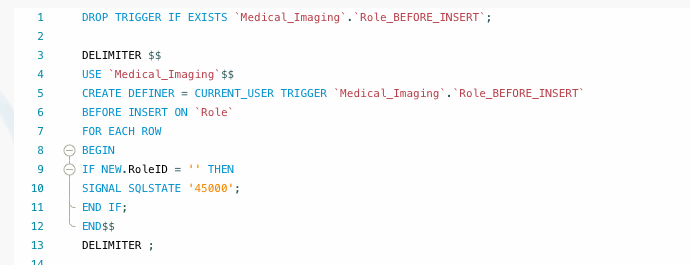 1 DROP TRIGGER IF EXISTS `Medical_Imaging`.`Role_BEFORE_INSERT`;
2
3 DELIMITER $$
4 USE `Medical_Imaging`$$
5 CREATE DEFINER = CURRENT_USER TRIGGER `Medical_Imaging`.`Role_BEFORE_INSERT`
6 BEFORE INSERT ON `Role`
7 FOR EACH ROW
8 BEGIN
9 IF NEW.RoleID = '' THEN
10 SIGNAL SQLSTATE '45000';
11 END IF;
12 END$$
13 DELIMITER ;
14